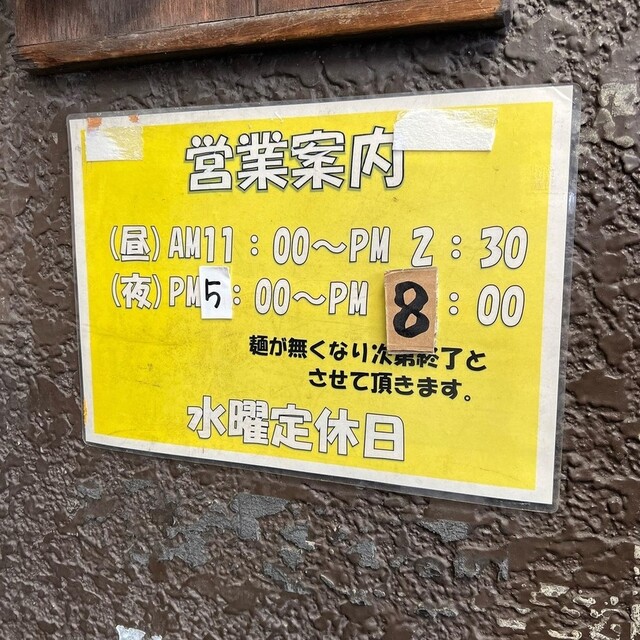 営業案内
(昼)AM11:00〜PM 2:30
(夜)PM5:00〜PM 8:00
麺が無くなり次第終了と
させて頂きます。
水曜定休日